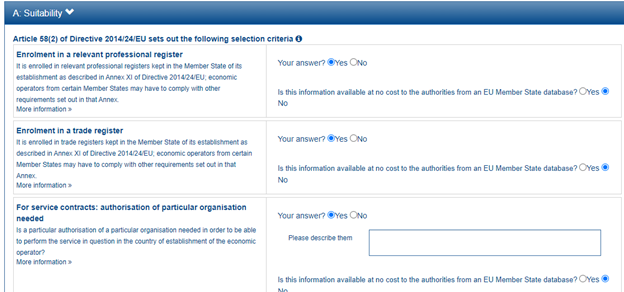 A: Suitability
Article 58(2) of Directive 2014/24/EU sets out the following selection criteria
Enrolment in a relevant professional register
It is enrolled in relevant professional registers kept in the Member State of its
establishment as described in Annex XI of Directive 2014/24/EU; economic
operators from certain Member States may have to comply with other
requirements set out in that Annex.
More information »
Your answer? Yes No
Is this information available at no cost to the authorities from an EU Member State database? Yes
No
Enrolment in a trade register
It is enrolled in trade registers kept in the Member State of its establishment as
described in Annex XI of Directive 2014/24/EU; economic operators from certain
Member States may have to comply with other requirements set out in that
Annex.
More information »
Your answer? Yes No
Is this information available at no cost to the authorities from an EU Member State database? Yes
No
For service contracts: authorisation of particular organisation
needed
Is a particular authorisation of a particular organisation needed in order to be able
to perform the service in question in the country of establishment of the economic
operator?
More information »
Your answer? Yes No
Please describe them
Is this information available at no cost to the authorities from an EU Member State database? Yes
No